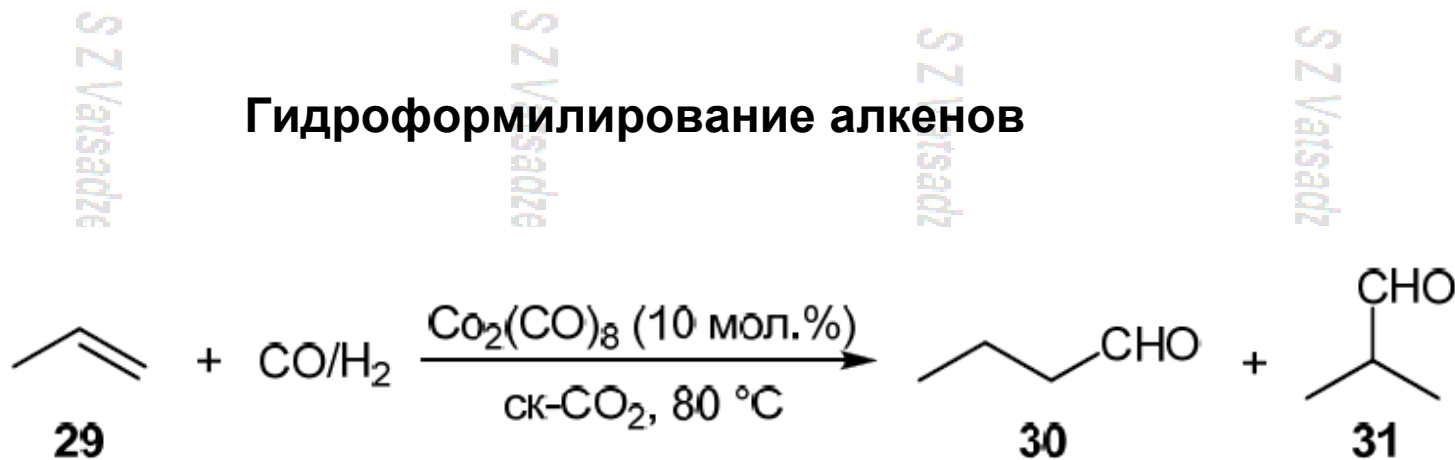 S Z Vatsadze S Z Vatsadze S Z Vatsadz S Z Vatsadz
Гидроформилирование алкенов
+ CO/H₂ Co₂(CO)₈ (10 мол.%) CHO + CHO
ск-CO₂, 80 °C
29 30 31